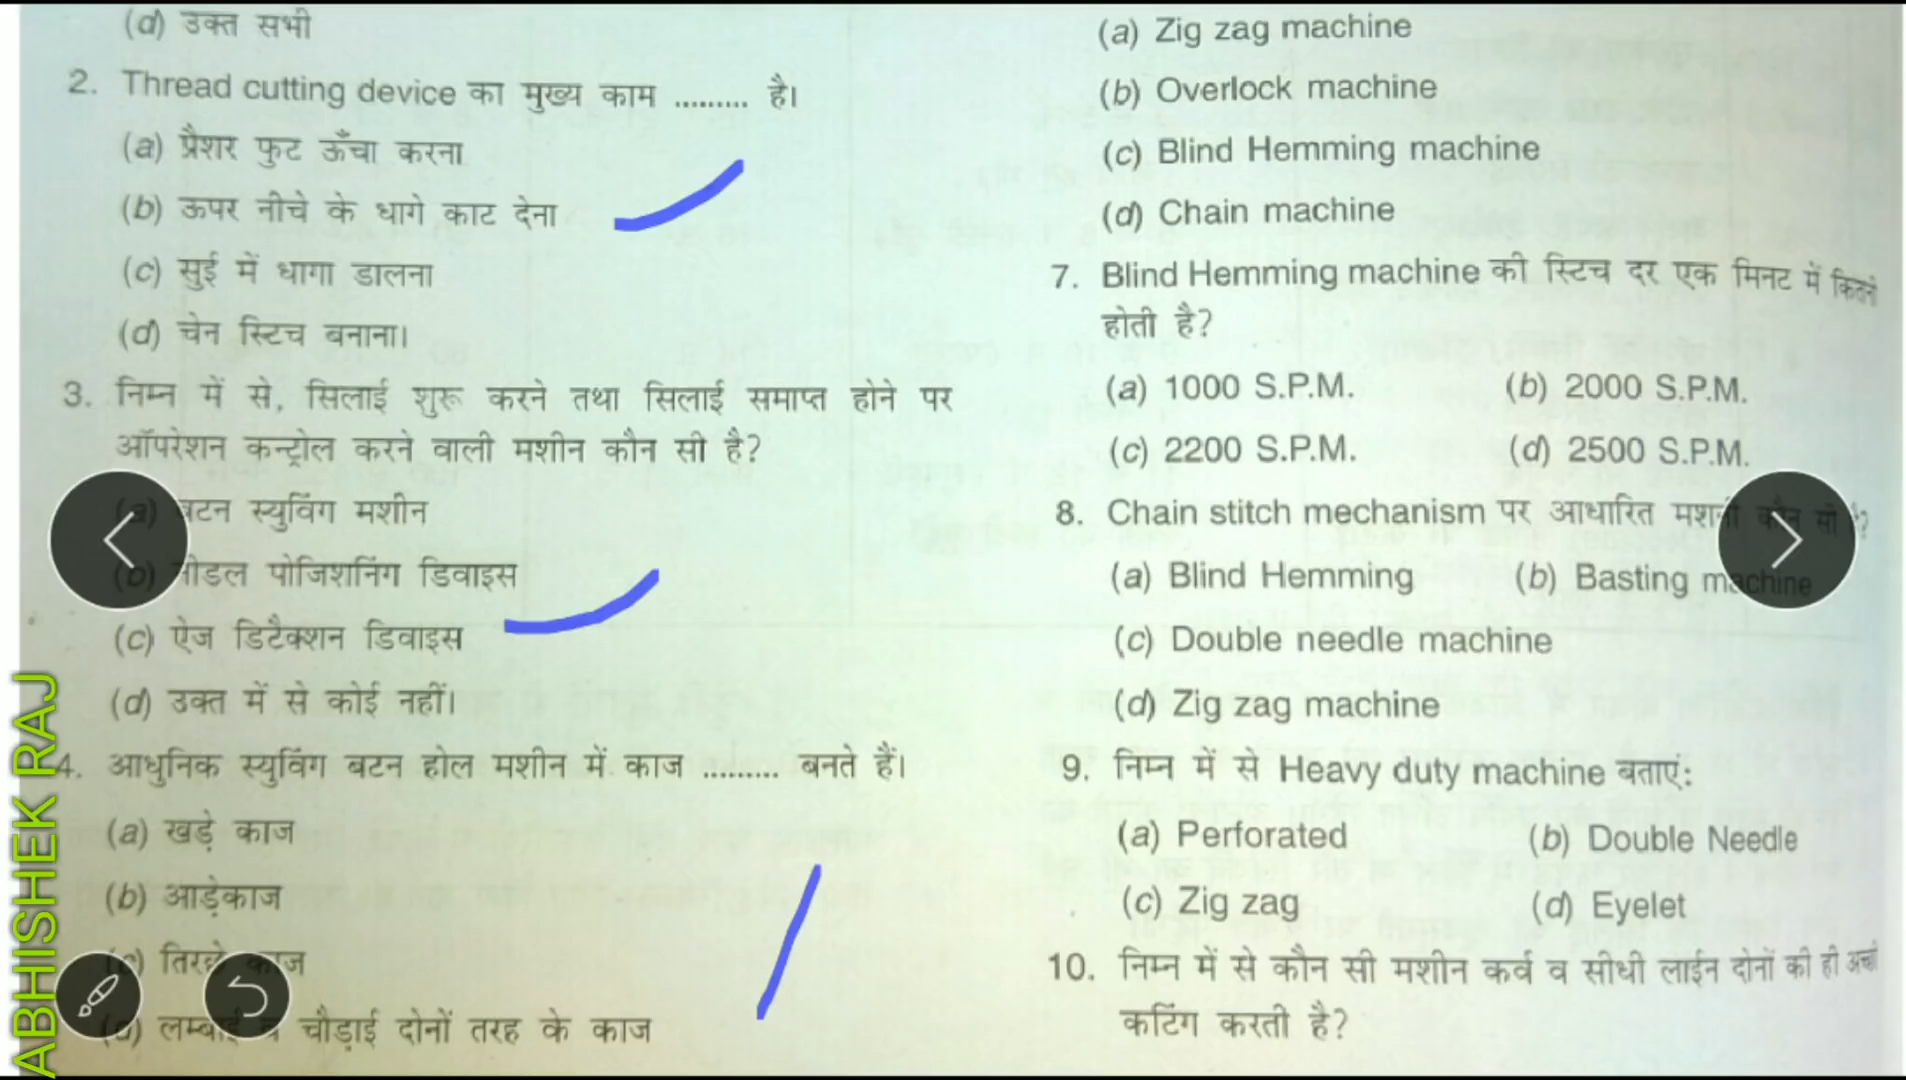 (d) उक्त सभी
2. Thread cutting device का मुख्य काम ......... है।
(a) प्रैशर फुट ऊँचा करना
(b) ऊपर नीचे के धागे काट देना
(c) सुई में धागा डालना
(d) चेन स्टिच बनाना।
3. निम्न में से, सिलाई शुरू करने तथा सिलाई समाप्त होने पर
ऑपरेशन कन्ट्रोल करने वाली मशीन कौन सी है?
(a) बटन स्युविंग मशीन
(b) नीडल पोजिशनिंग डिवाइस
(c) ऐज डिटैक्शन डिवाइस
(d) उक्त में से कोई नहीं।
4. आधुनिक स्युविंग बटन होल मशीन में काज ......... बनते हैं।
(a) खड़े काज
(b) आड़ेकाज
(c) तिरछे काज
(d) लम्बाई व चौड़ाई दोनों तरह के काज
(a) Zig zag machine
(b) Overlock machine
(c) Blind Hemming machine
(d) Chain machine
7. Blind Hemming machine की स्टिच दर एक मिनट में
होती है?
(a) 1000 S.P.M. (b) 2000 S.P.M.
(c) 2200 S.P.M. (d) 2500 S.P.M.
8. Chain stitch mechanism पर आधारित मशनी कौन सी है?
(a) Blind Hemming (b) Basting machine
(c) Double needle machine
(d) Zig zag machine
9. निम्न में से Heavy duty machine बताएं:
(a) Perforated (b) Double Needle
(c) Zig zag (d) Eyelet
10. निम्न में से कौन सी मशीन कर्व व सीधी लाईन दोनों की ही
कटिंग करती है?
ABHISHEK RAJ